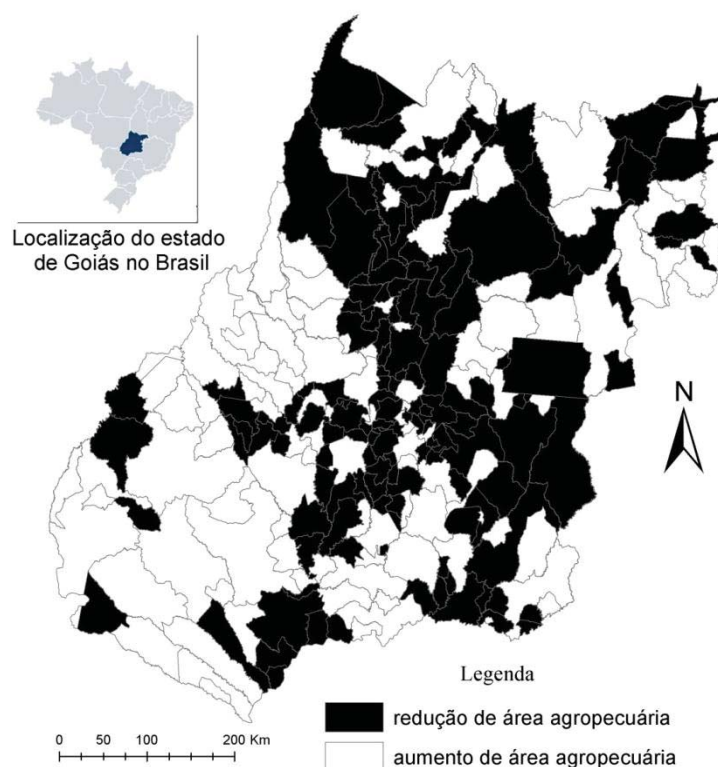 Localização do estado
de Goiás no Brasil
N
Legenda
redução de área agropecuária
aumento de área agropecuária
0 50 100 200 Km